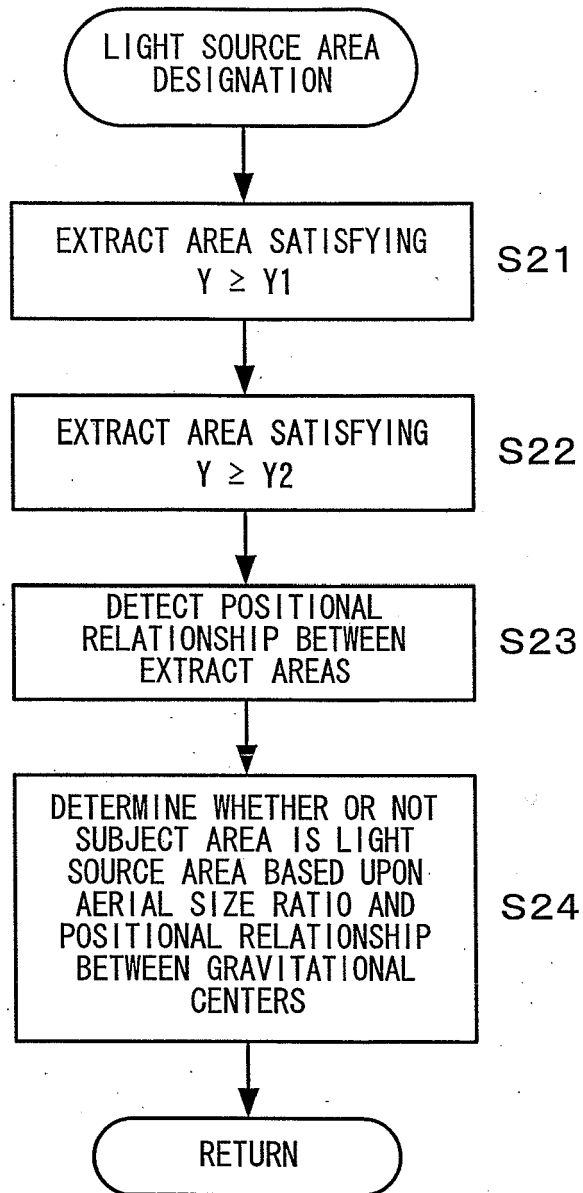 LIGHT SOURCE AREA
DESIGNATION
EXTRACT AREA SATISFYING
Y ≥ Y1
S21
EXTRACT AREA SATISFYING
Y ≥ Y2
S22
DETECT POSITIONAL
RELATIONSHIP BETWEEN
EXTRACT AREAS
S23
DETERMINE WHETHER OR NOT
SUBJECT AREA IS LIGHT
SOURCE AREA BASED UPON
AERIAL SIZE RATIO AND
POSITIONAL RELATIONSHIP
BETWEEN GRAVITATIONAL
CENTERS
S24
RETURN